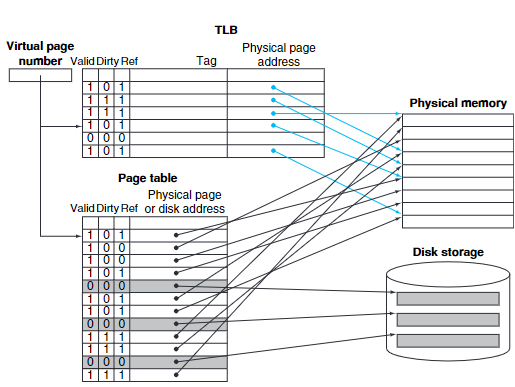 TLB
Virtual page
number
Valid Dirty Ref
Tag
Physical page
address
1 0 1
1 1 1
1 1 1
1 0 1
0 0 0
1 0 1
Physical memory
Page table
Physical page
Valid Dirty Ref or disk address
1 0 1
1 0 0
1 0 0
1 0 1
0 0 0
1 0 1
1 0 1
0 0 0
1 1 1
1 1 1
0 0 0
1 1 1
Disk storage